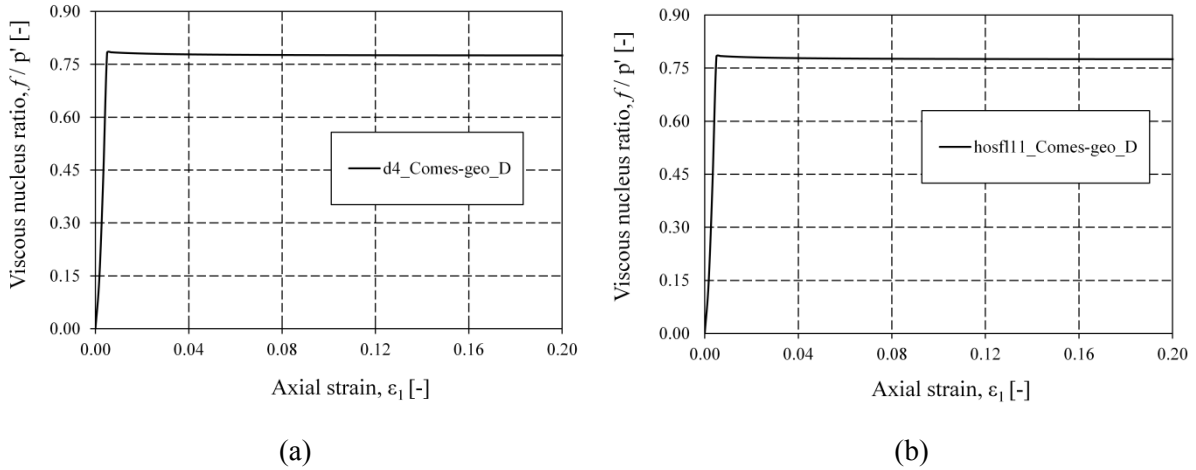 Viscous nucleus ratio, f / p' [-]
0.90
0.75
0.60
0.45
0.30
0.15
0.00
d4_Comes-geo_D
0.00 0.04 0.08 0.12 0.16 0.20
Axial strain, ε1 [-]
(a)
Viscous nucleus ratio, f / p' [-]
0.90
0.75
0.60
0.45
0.30
0.15
0.00
hosfl11_Comes-geo_D
0.00 0.04 0.08 0.12 0.16 0.20
Axial strain, ε1 [-]
(b)